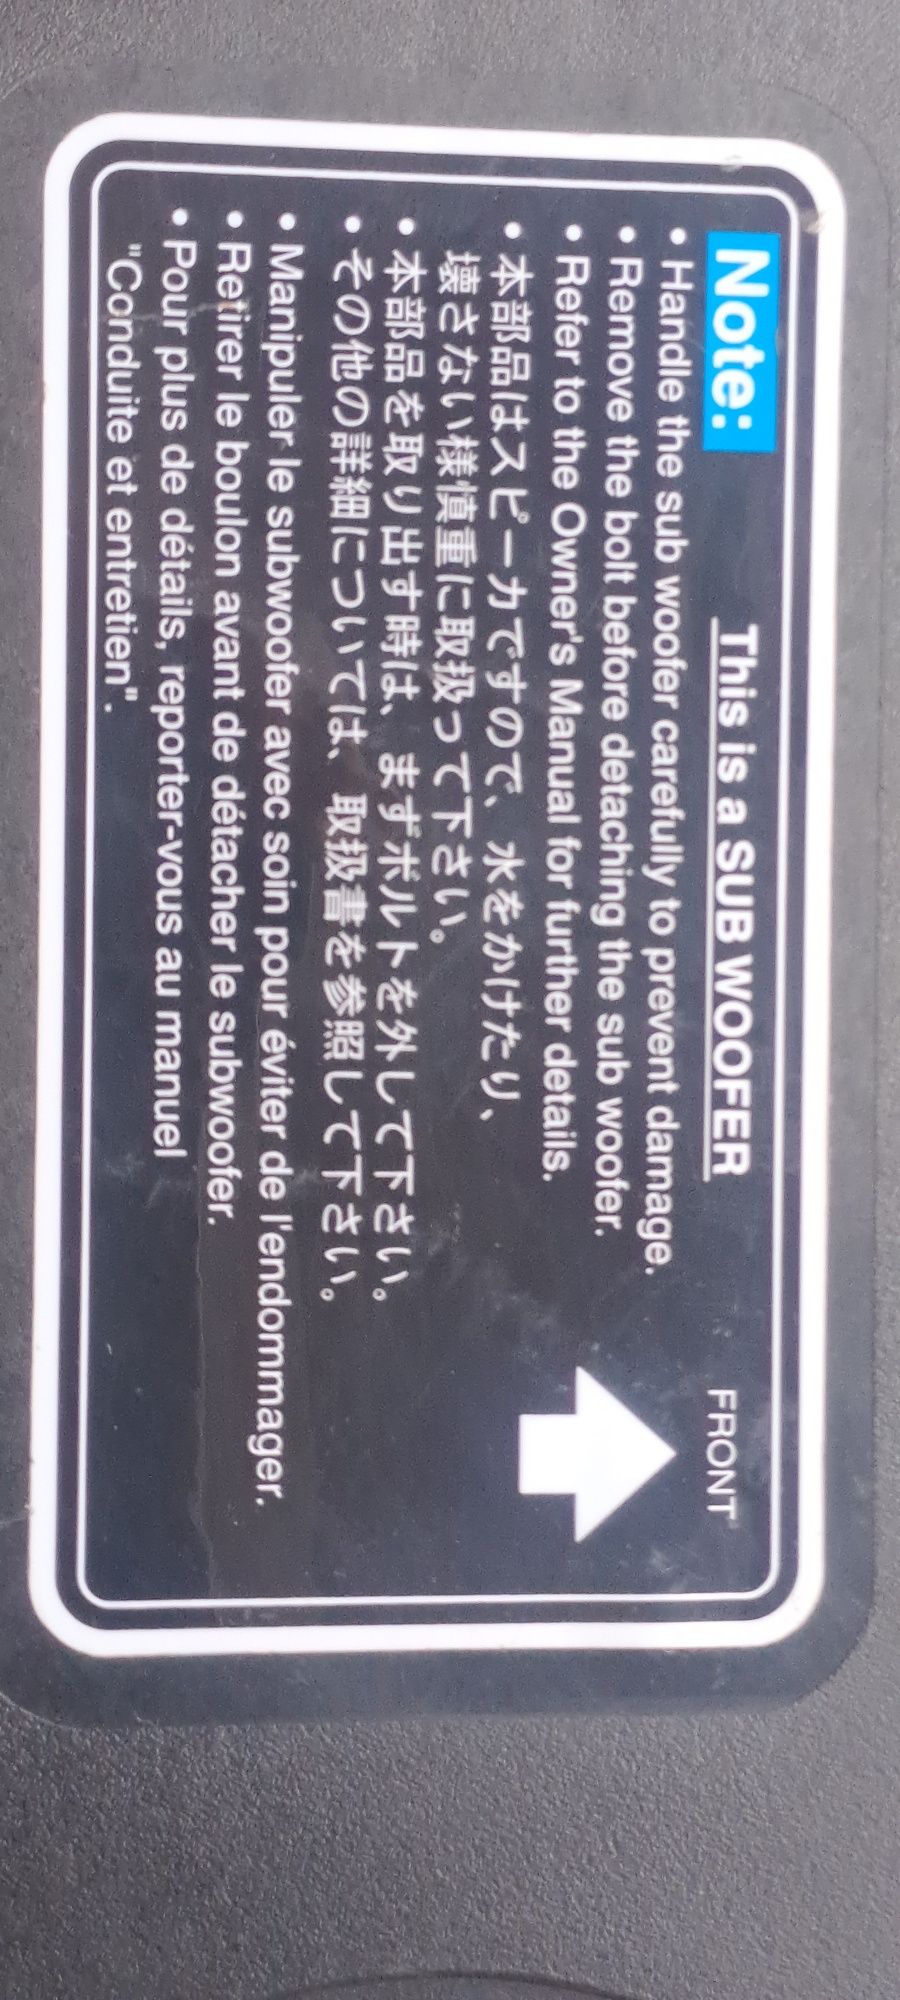 Note:
This is a SUB WOOFER
FRONT
• Handle the sub woofer carefully to prevent damage.
• Remove the bolt before detaching the sub woofer.
• Refer to the Owner's Manual for further details.
• 本部品はスピーカですので、水をかけたり、
壊さない様慎重に取扱って下さい。
• 本部品を取り出す時は、まずボルトを外して下さい。
• その他の詳細については、取扱書を参照して下さい。
• Manipuler le subwoofer avec soin pour éviter de l'endommager.
• Retirer le boulon avant de détacher le subwoofer.
• Pour plus de détails, reporter-vous au manuel
"Conduite et entretien".